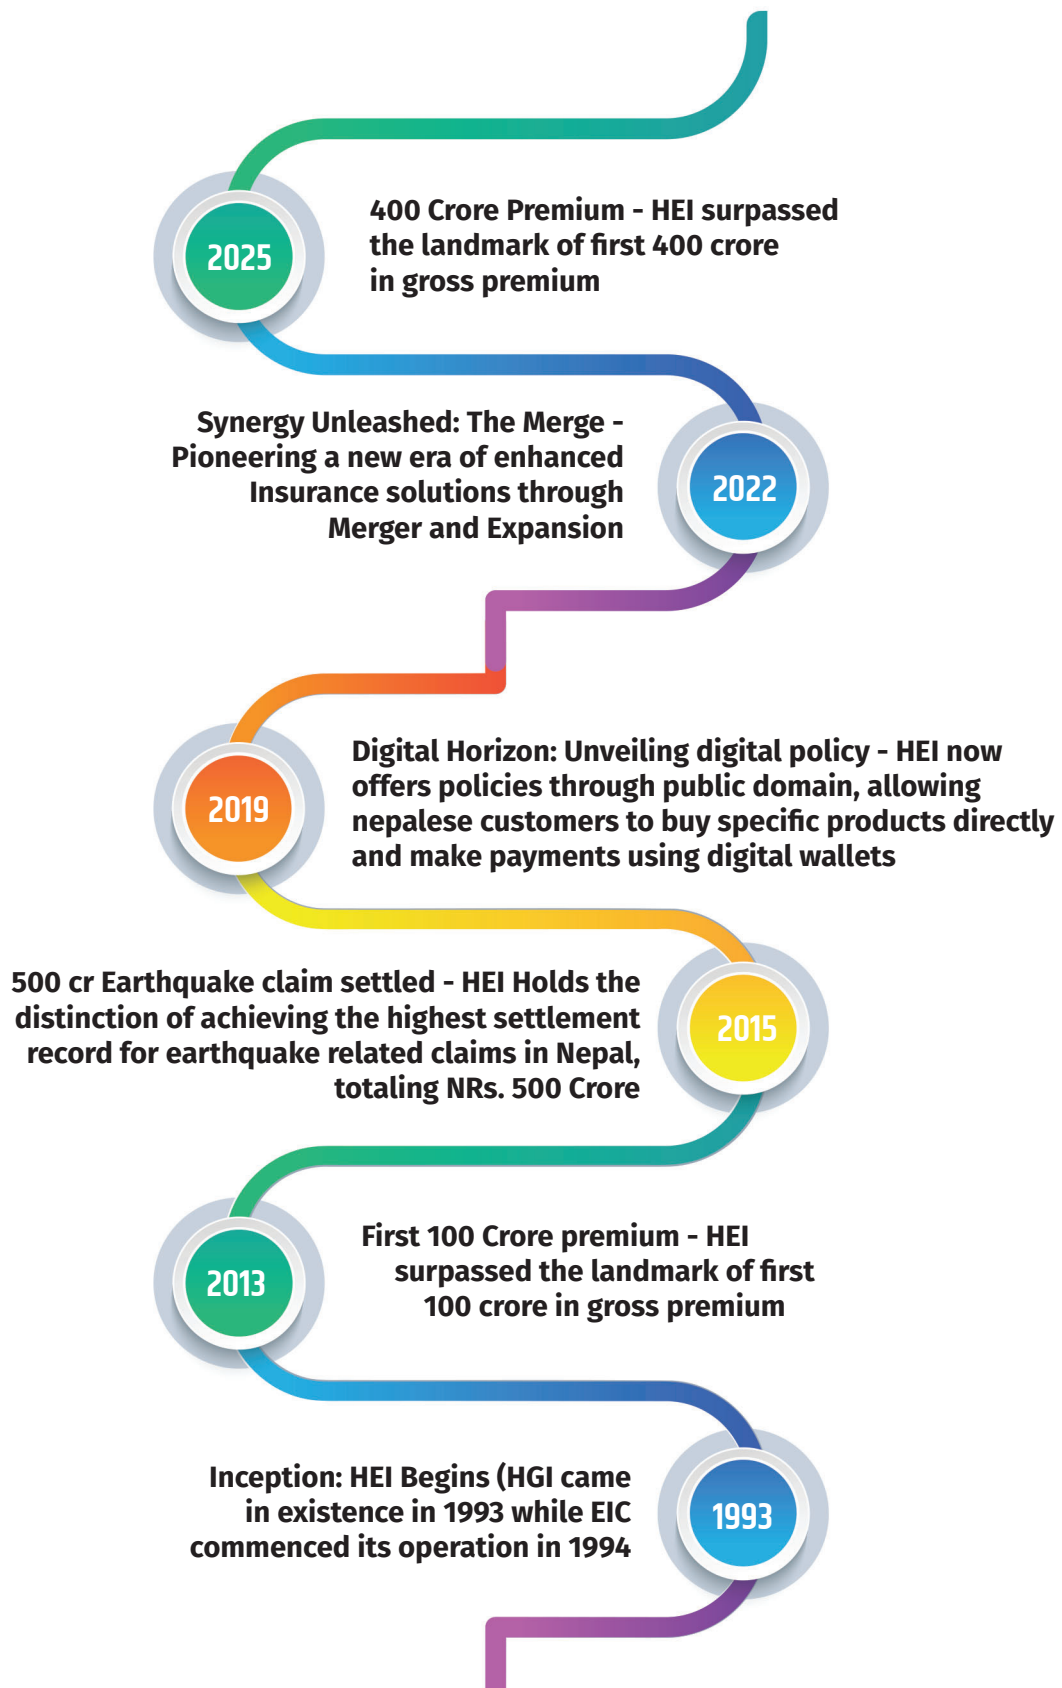 2025
400 Crore Premium - HEI surpassed
the landmark of first 400 crore
in gross premium
Synergy Unleashed: The Merge -
Pioneering a new era of enhanced
Insurance solutions through
Merger and Expansion
2022
2019
Digital Horizon: Unveiling digital policy - HEI now
offers policies through public domain, allowing
nepalese customers to buy specific products directly
and make payments using digital wallets
500 cr Earthquake claim settled - HEI Holds the
distinction of achieving the highest settlement
record for earthquake related claims in Nepal,
totaling NRs. 500 Crore
2015
2013
First 100 Crore premium - HEI
surpassed the landmark of first
100 crore in gross premium
Inception: HEI Begins (HGI came
in existence in 1993 while EIC
commenced its operation in 1994
1993